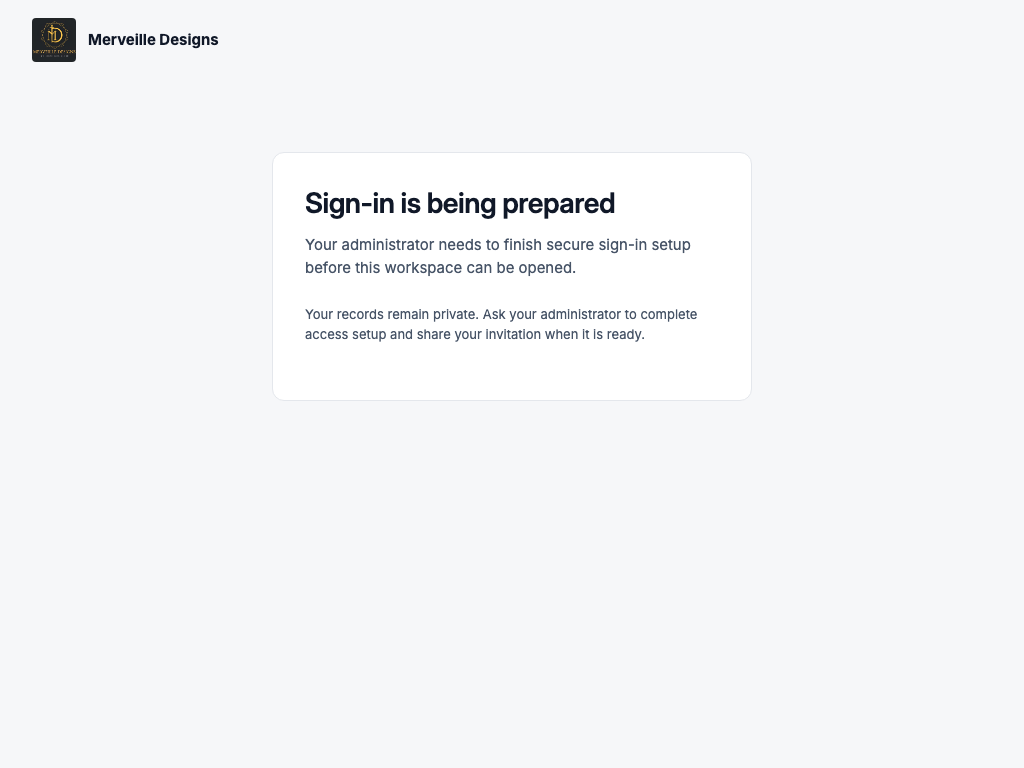 MERVEILLE DESIGNS
Merveille Designs
Sign-in is being prepared
Your administrator needs to finish secure sign-in setup
before this workspace can be opened.
Your records remain private. Ask your administrator to complete
access setup and share your invitation when it is ready.